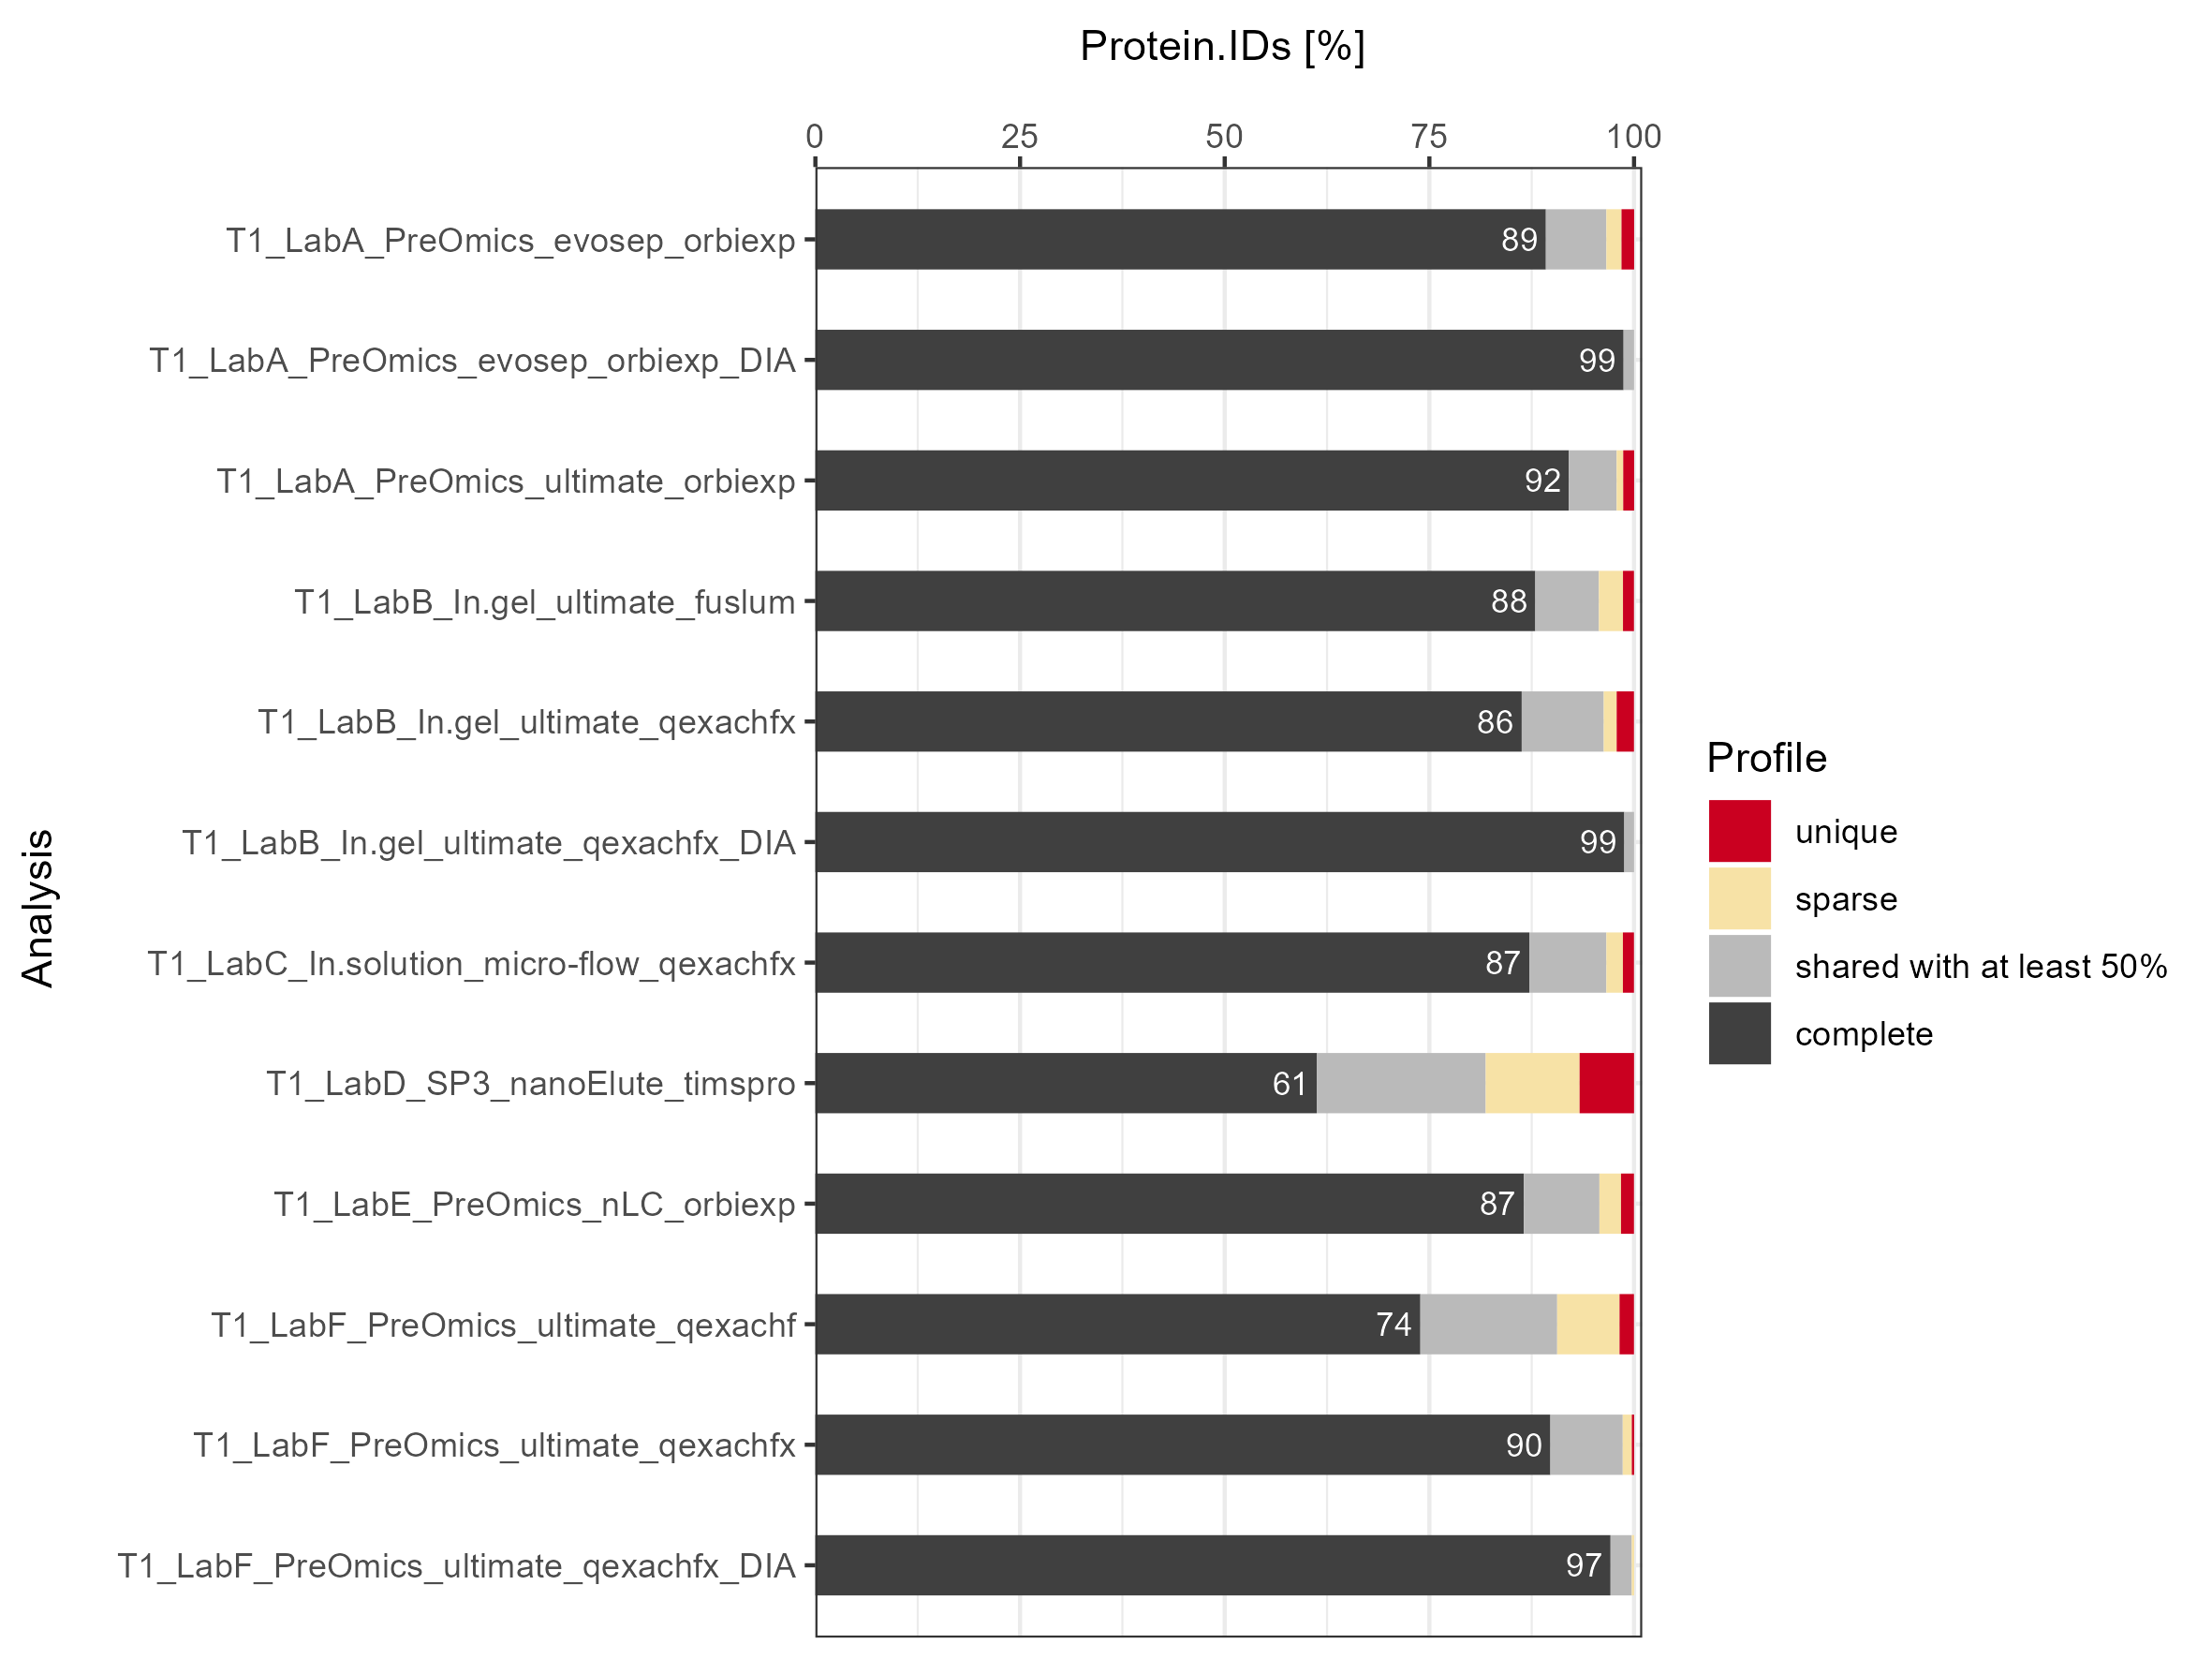 Protein.IDs [%]
0 25 50 75 100
T1_LabA_PreOmics_evosep_orbiexp 89
T1_LabA_PreOmics_evosep_orbiexp_DIA 99
T1_LabA_PreOmics_ultimate_orbiexp 92
T1_LabB_In.gel_ultimate_fuslum 88
T1_LabB_In.gel_ultimate_qexachfx 86
T1_LabB_In.gel_ultimate_qexachfx_DIA 99
T1_LabC_In.solution_micro-flow_qexachfx 87
T1_LabD_SP3_nanoElute_timspro 61
T1_LabE_PreOmics_nLC_orbiexp 87
T1_LabF_PreOmics_ultimate_qexachf 74
T1_LabF_PreOmics_ultimate_qexachfx 90
T1_LabF_PreOmics_ultimate_qexachfx_DIA 97
Analysis
Profile
unique
sparse
shared with at least 50%
complete